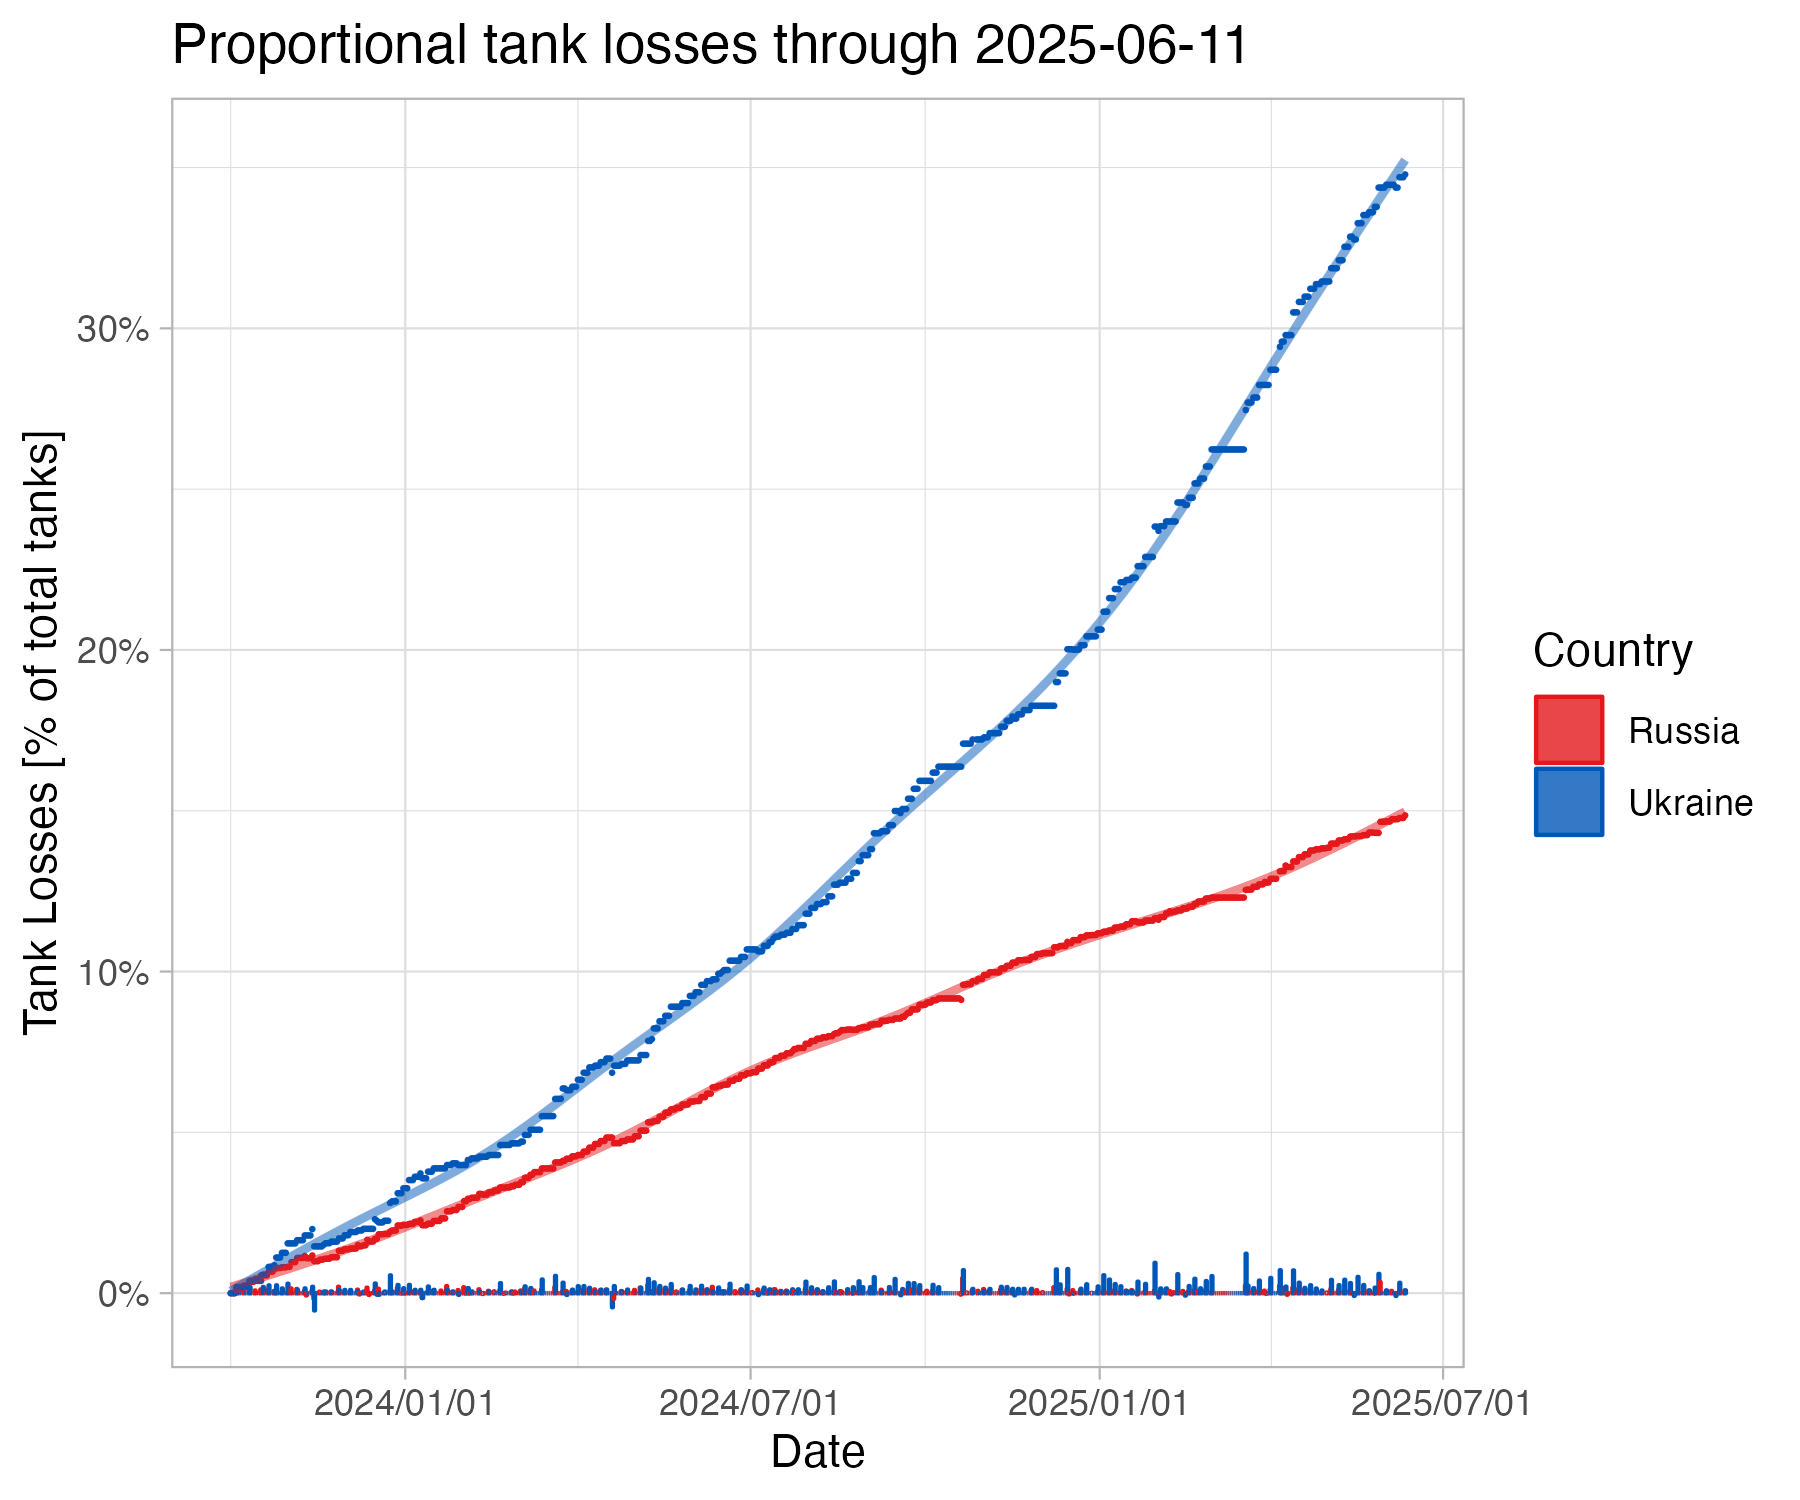 Proportional tank losses through 2025-06-11
Tank Losses [% of total tanks]
30%
20%
10%
0%
2024/01/01
2024/07/01
2025/01/01
2025/07/01
Date
Country
Russia
Ukraine